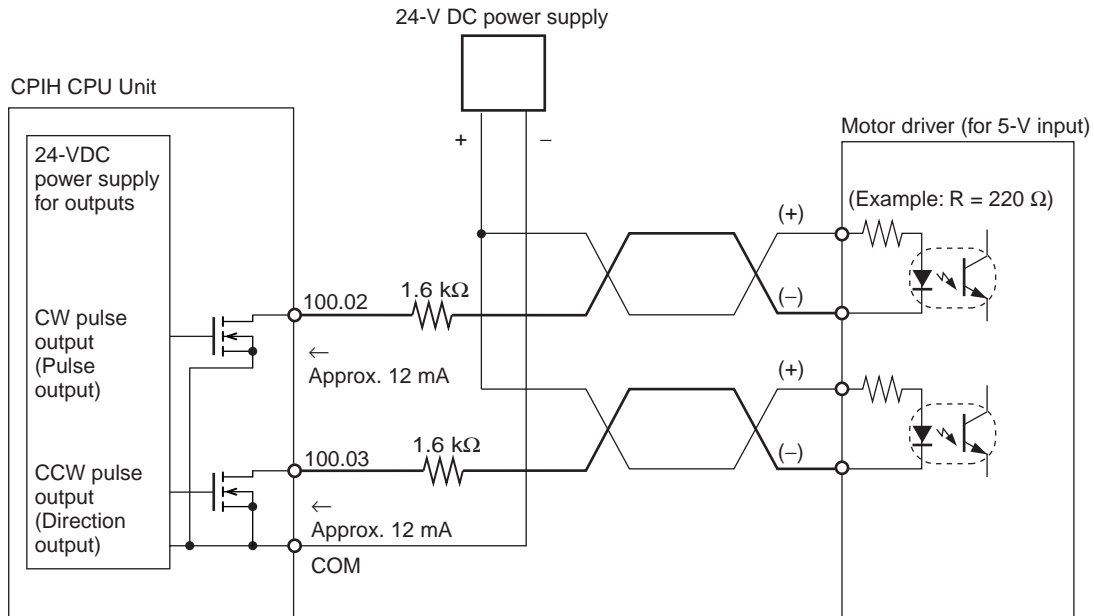 24-V DC power supply
CPIH CPU Unit
+
−
Motor driver (for 5-V input)
24-VDC
power supply
for outputs
(Example: R = 220 Ω)
(+)
(−)
100.02
1.6 kΩ
CW pulse
output
(Pulse
output)
←
Approx. 12 mA
(+)
(−)
100.03
1.6 kΩ
CCW pulse
output
(Direction
output)
←
Approx. 12 mA
COM